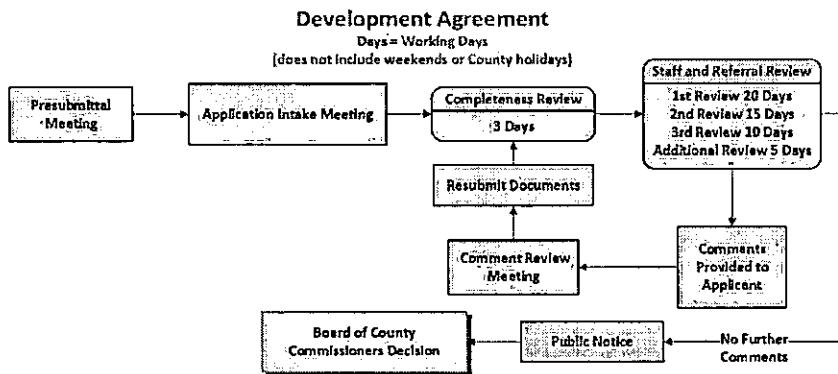 Development Agreement
Days = Working Days
(does not include weekends or County holidays)
Presubmittal
Meeting
Application Intake Meeting
Completeness Review
3 Days
Staff and Referral Review
1st Review 20 Days
2nd Review 15 Days
3rd Review 10 Days
Additional Review 5 Days
Resubmit Documents
Comment Review
Meeting
Comments
Provided to
Applicant
Board of County
Commissioners Decision
Public Notice
No Further
Comments